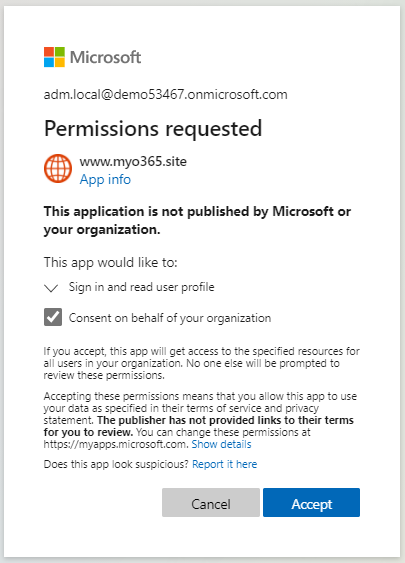 Microsoft
adm.local@demo53467.onmicrosoft.com
Permissions requested
www.myo365.site
App info
This application is not published by Microsoft or
your organization.
This app would like to:
Sign in and read user profile
Consent on behalf of your organization
If you accept, this app will get access to the specified resources for
all users in your organization. No one else will be prompted to
review these permissions.
Accepting these permissions means that you allow this app to use
your data as specified in their terms of service and privacy
statement. The publisher has not provided links to their terms
for you to review. You can change these permissions at
https://myapps.microsoft.com. Show details
Does this app look suspicious? Report it here
Cancel
Accept